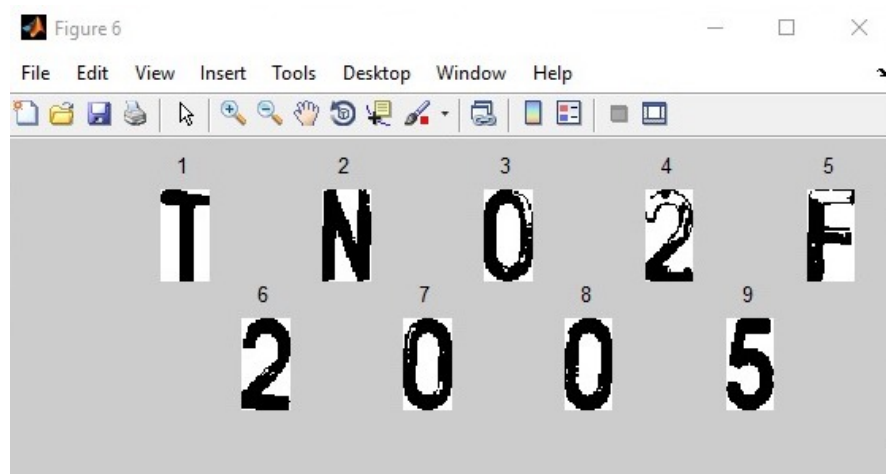 Figure 6
File Edit View Insert Tools Desktop Window Help
1 2 3 4 5
T N 0 2 F
6 7 8 9
2 0 0 5